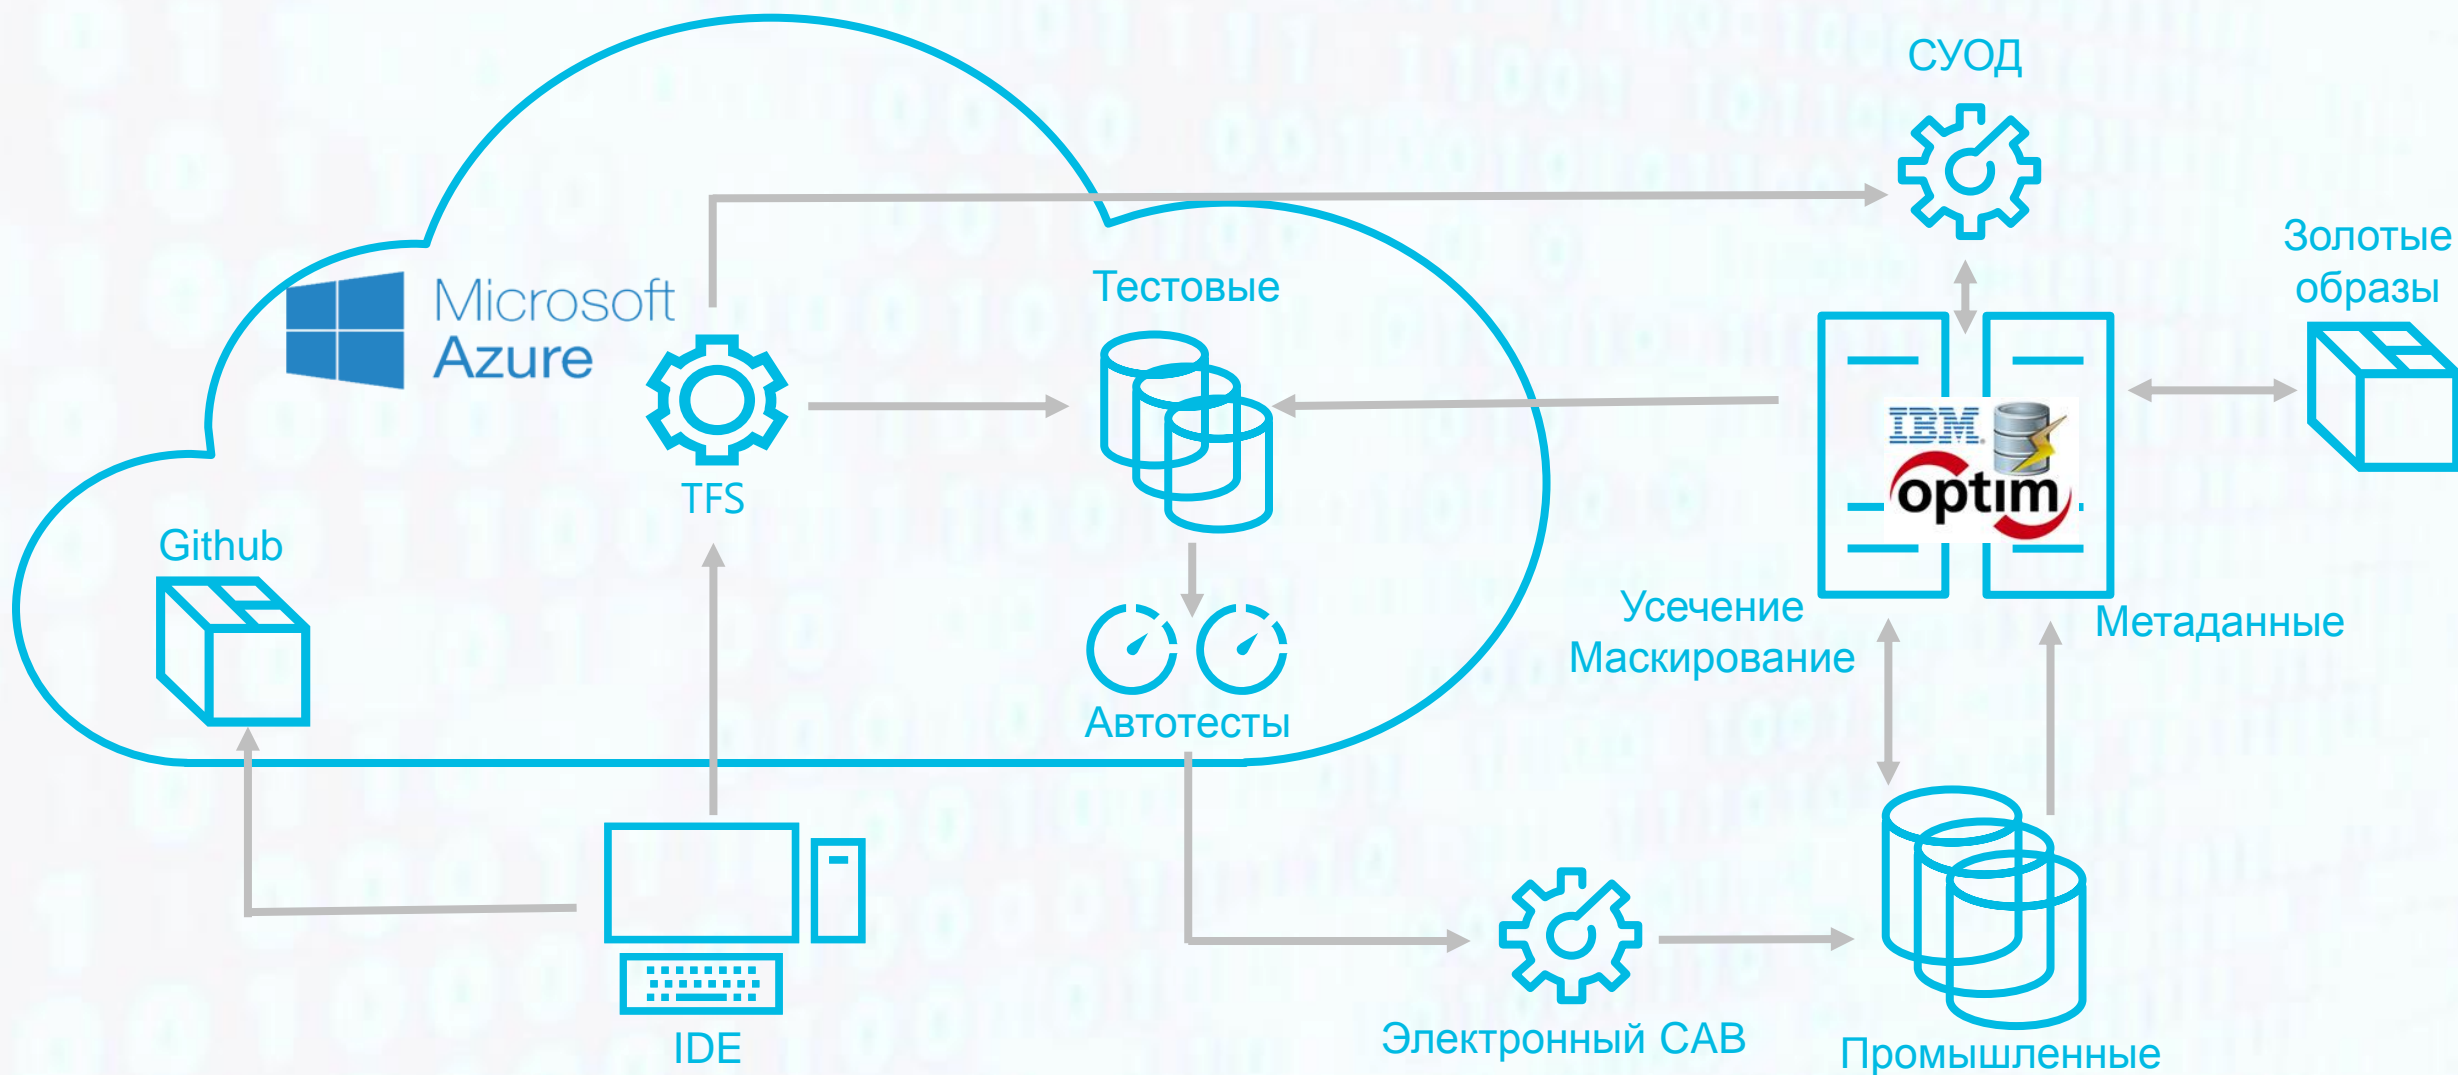 СУОД
Золотые
образы
Microsoft
Azure
Тестовые
IBM
optim
TFS
Github
Усечение
Маскирование
Метаданные
Автотесты
Электронный CAB
IDE
Промышленные